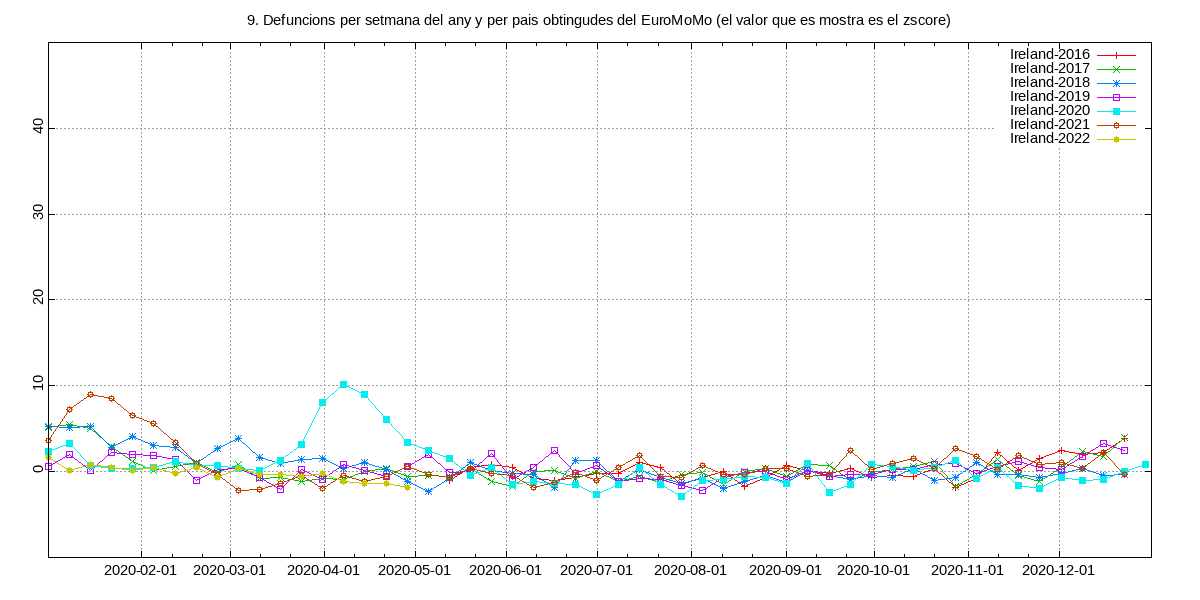 9. Defuncions per setmana del any y per pais obtingudes del EuroMoMo (el valor que es mostra es el zscore)
Ireland-2016
Ireland-2017
Ireland-2018
Ireland-2019
Ireland-2020
Ireland-2021
Ireland-2022
40
30
20
10
0
2020-02-01 2020-03-01 2020-04-01 2020-05-01 2020-06-01 2020-07-01 2020-08-01 2020-09-01 2020-10-01 2020-11-01 2020-12-01